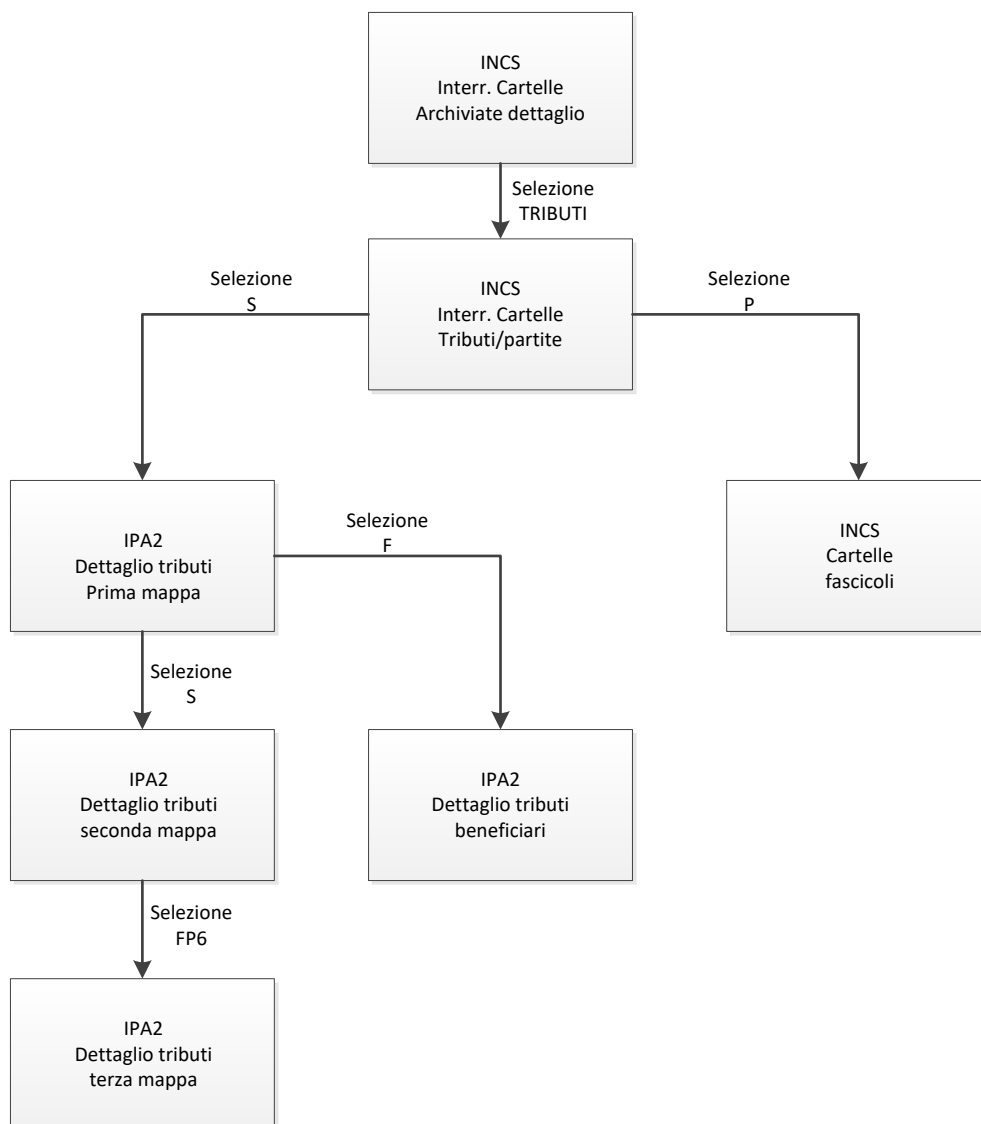 INCS
Interr. Cartelle
Archiviate dettaglio
Selezione
TRIBUTI
INCS
Interr. Cartelle
Tributi/partite
Selezione
S
Selezione
P
IPA2
Dettaglio tributi
Prima mappa
Selezione
F
INCS
Cartelle
fascicoli
Selezione
S
IPA2
Dettaglio tributi
seconda mappa
IPA2
Dettaglio tributi
beneficiari
Selezione
FP6
IPA2
Dettaglio tributi
terza mappa